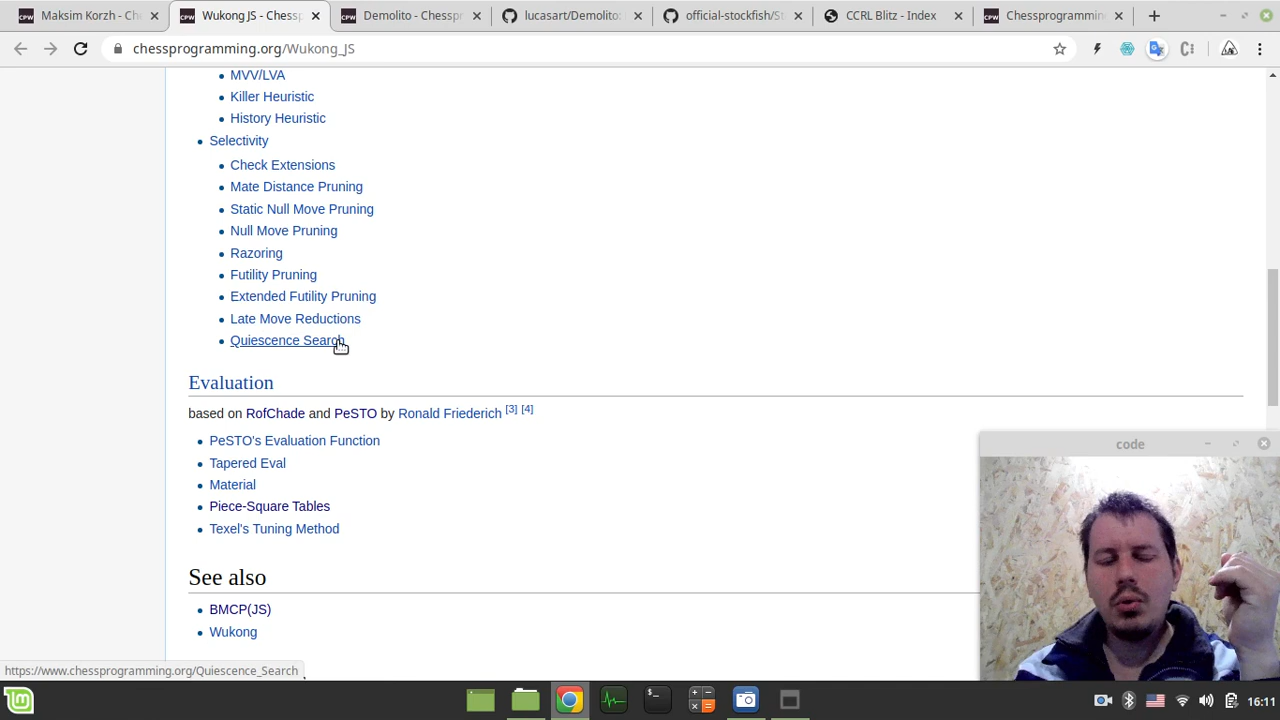 Maksim Korzh - Ch
Wukong JS - Chessp
Demolito - Chesspr
lucasart/Demolito:
official-stockfish/St
CCRL Blitz - Index
Chessprogrammin
chessprogramming.org/Wukong_JS
MVV/LVA
Killer Heuristic
History Heuristic
Selectivity
Check Extensions
Mate Distance Pruning
Static Null Move Pruning
Null Move Pruning
Razoring
Futility Pruning
Extended Futility Pruning
Late Move Reductions
Quiescence Search
Evaluation
based on RofChade and PeSTO by Ronald Friederich [3] [4]
PeSTO's Evaluation Function
Tapered Eval
Material
Piece-Square Tables
Texel's Tuning Method
See also
BMCP(JS)
Wukong
code
https://www.chessprogramming.org/Quiescence_Search
16:11